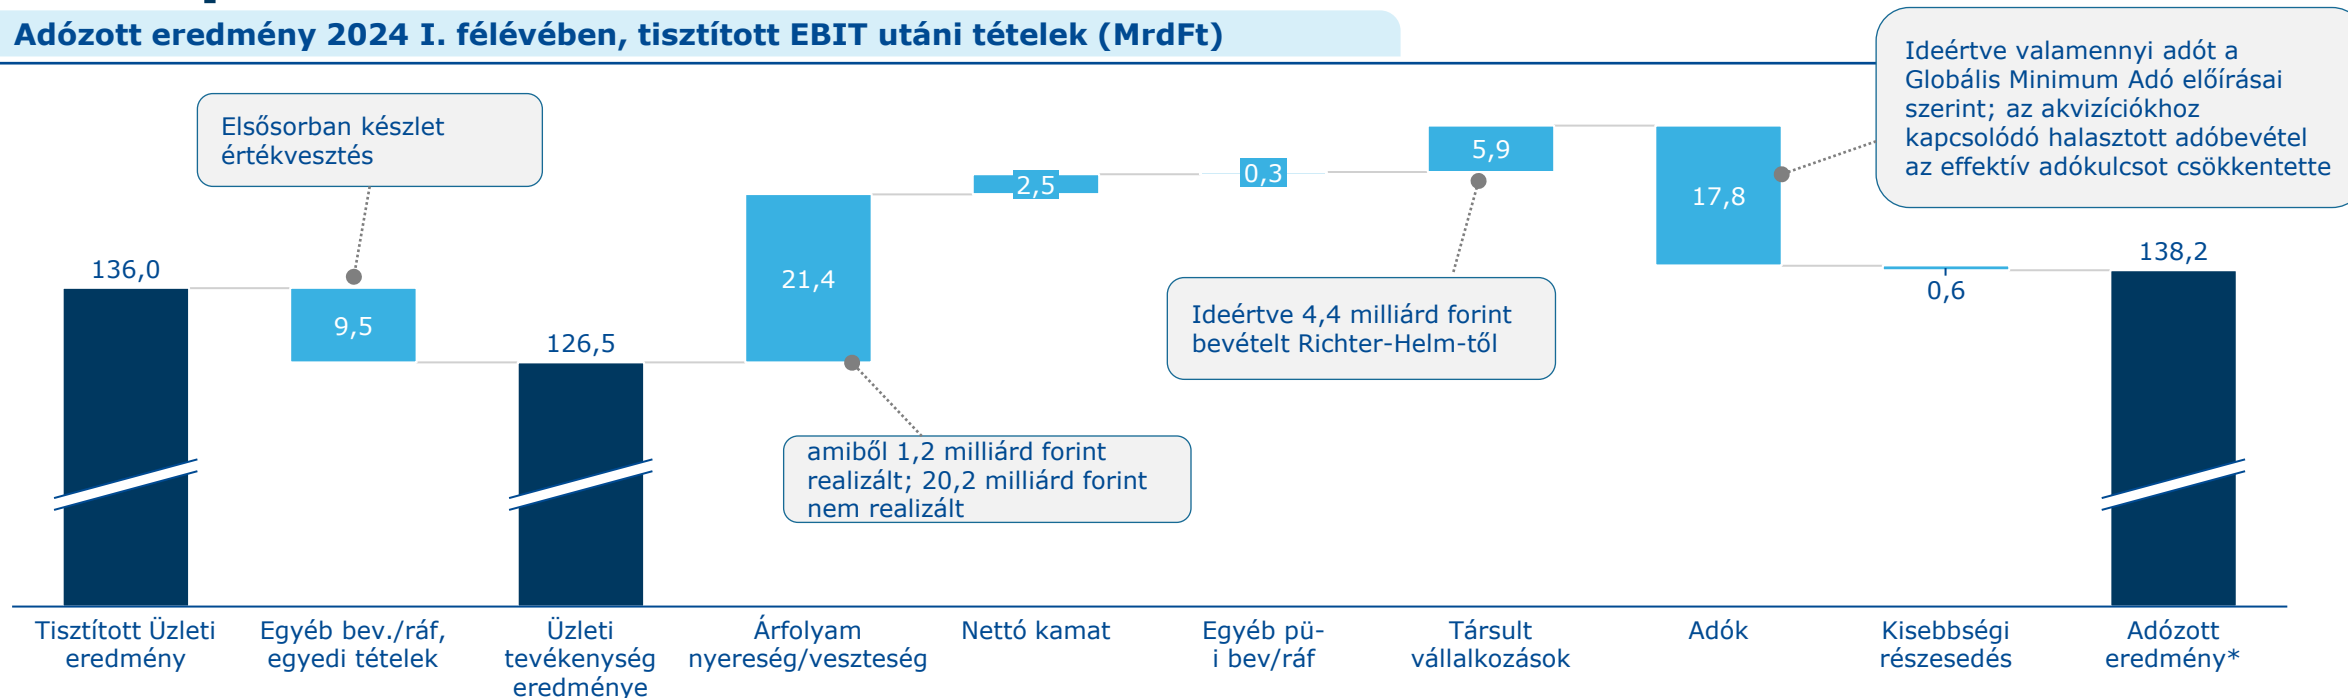 Adózott eredmény 2024 I. félévében, tisztított EBIT utáni tételek (MrdFt)
Ideértve valamennyi adót a
Globális Minimum Adó előírásai
szerint; az akvizíciókhoz
kapcsolódó halasztott adóbevétel
az effektív adókulcsot csökkentette
Elsősorban készlet
értékvesztés
136,0
9,5
126,5
21,4
2,5
0,3
5,9
17,8
0,6
138,2
Ideértve 4,4 milliárd forint
bevételt Richter-Helm-től
amiből 1,2 milliárd forint
realizált; 20,2 milliárd forint
nem realizált
Tisztított Üzleti
eredmény
Egyéb bev./ráf,
egyedi tételek
Üzleti
tevékenység
eredménye
Árfolyam
nyereség/veszteség
Nettó kamat
Egyéb pü-
i bev/ráf
Társult
vállalkozások
Adók
Kisebbségi
részesedés
Adózott
eredmény*